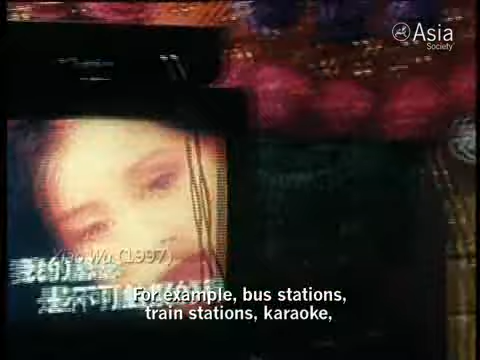 Asia
Society
Xiao Wu (1997)
For example, bus stations,
train stations, karaoke,